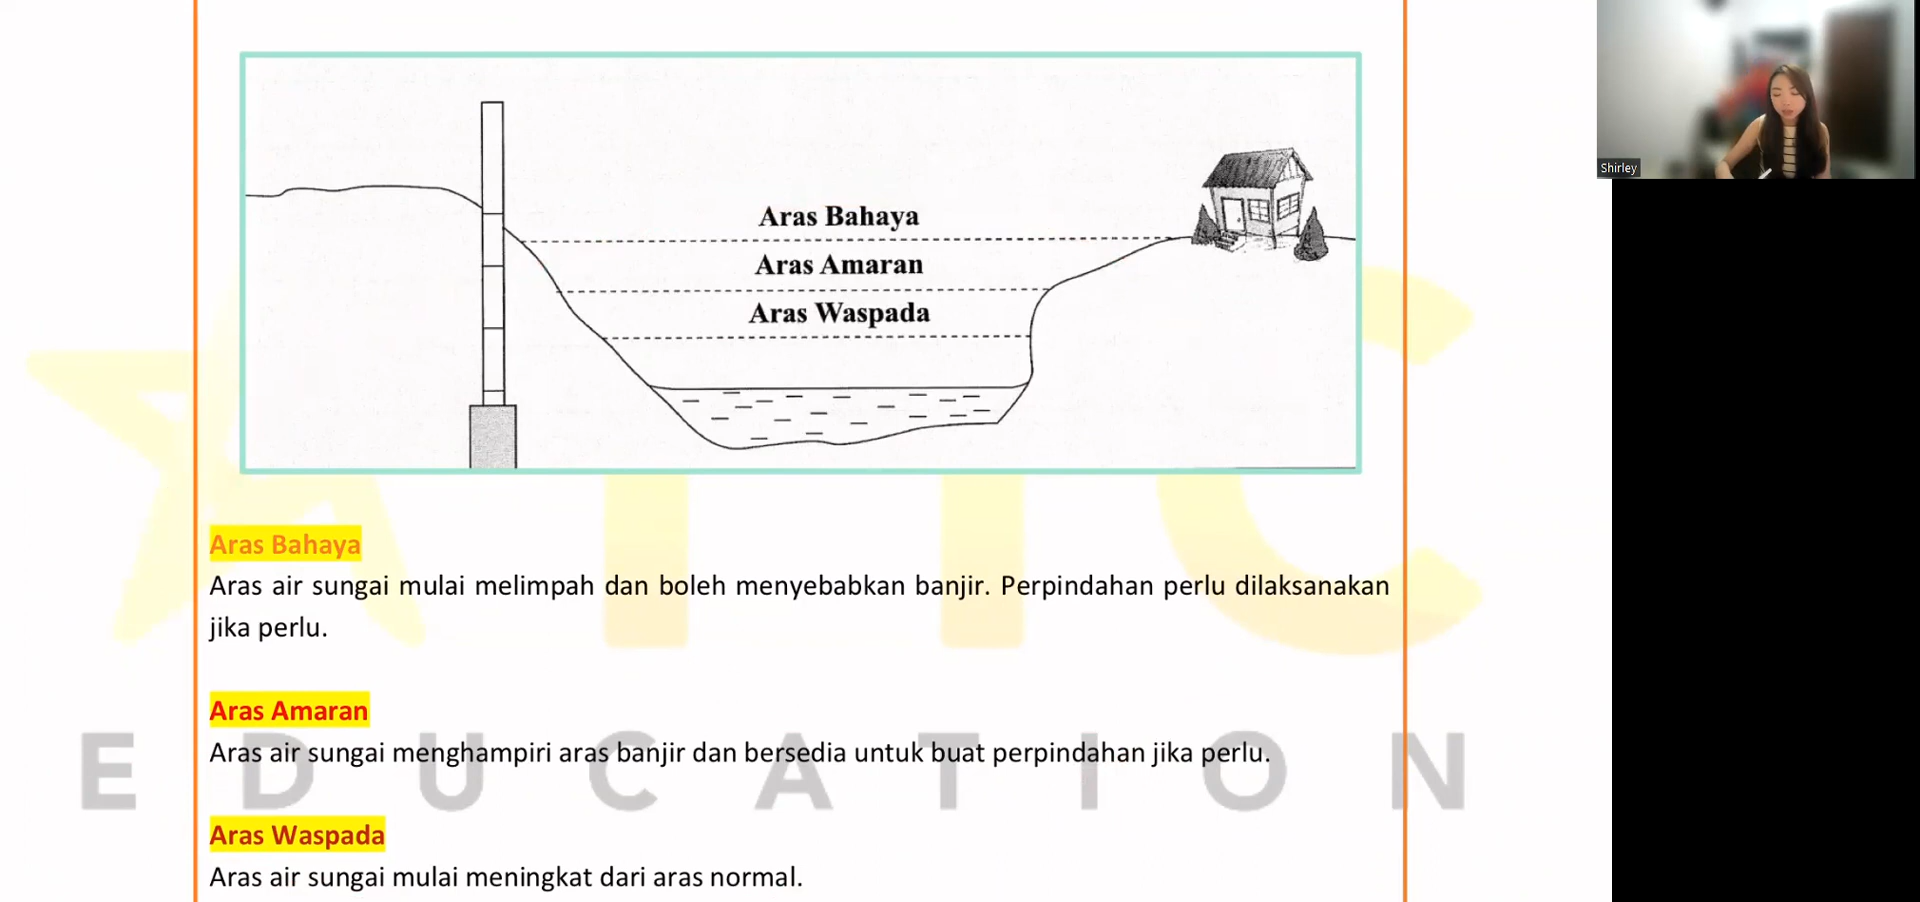 Shirley
Aras Bahaya
Aras Amaran
Aras Waspada
Aras Bahaya
Aras air sungai mulai melimpah dan boleh menyebabkan banjir. Perpindahan perlu dilaksanakan
jika perlu.
Aras Amaran
Aras air sungai menghampiri aras banjir dan bersedia untuk buat perpindahan jika perlu.
EDUCATION
Aras Waspada
Aras air sungai mulai meningkat dari aras normal.